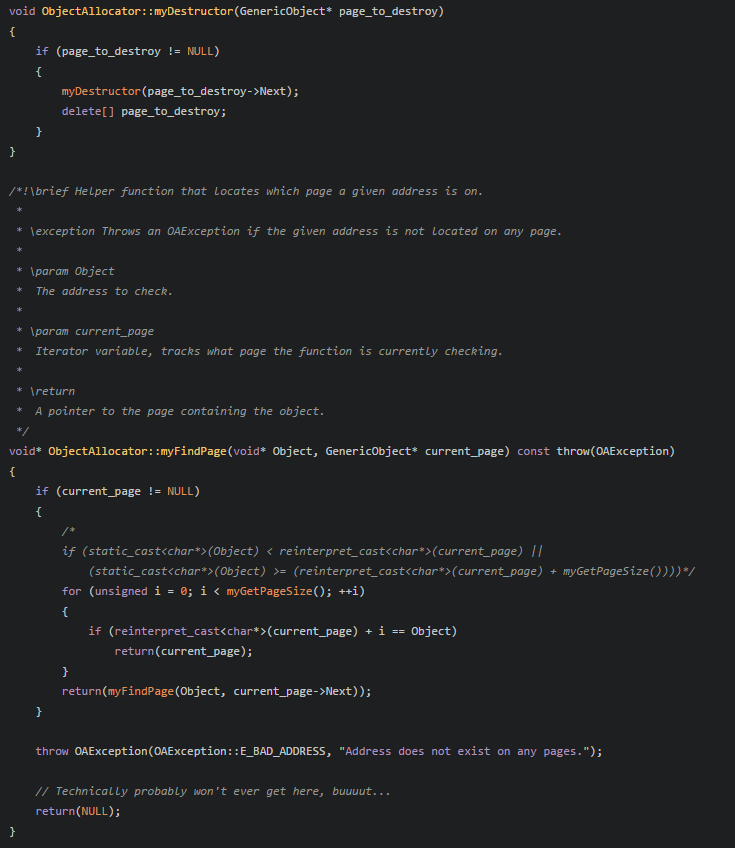 void ObjectAllocator::myDestructor(GenericObject* page_to_destroy)
{
    if (page_to_destroy != NULL)
    {
        myDestructor(page_to_destroy->Next);
        delete[] page_to_destroy;
    }
}

/*!\brief Helper function that locates which page a given address is on.
 *
 * \exception Throws an OAException if the given address is not located on any page.
 *
 * \param Object
 *  The address to check.
 *
 * \param current_page
 *  Iterator variable, tracks what page the function is currently checking.
 *
 * \return
 *  A pointer to the page containing the object.
 */
void* ObjectAllocator::myFindPage(void* Object, GenericObject* current_page) const throw(OAException)
{
    if (current_page != NULL)
    {
        /*
        if (static_cast<char*>(Object) < reinterpret_cast<char*>(current_page) ||
            (static_cast<char*>(Object) >= (reinterpret_cast<char*>(current_page) + myGetPageSize())))*/
        for (unsigned i = 0; i < myGetPageSize(); ++i)
        {
            if (reinterpret_cast<char*>(current_page) + i == Object)
                return(current_page);
        }
        return(myFindPage(Object, current_page->Next));
    }

    throw OAException(OAException::E_BAD_ADDRESS, "Address does not exist on any pages.");

    // Technically probably won't ever get here, buuuut...
    return(NULL);
}